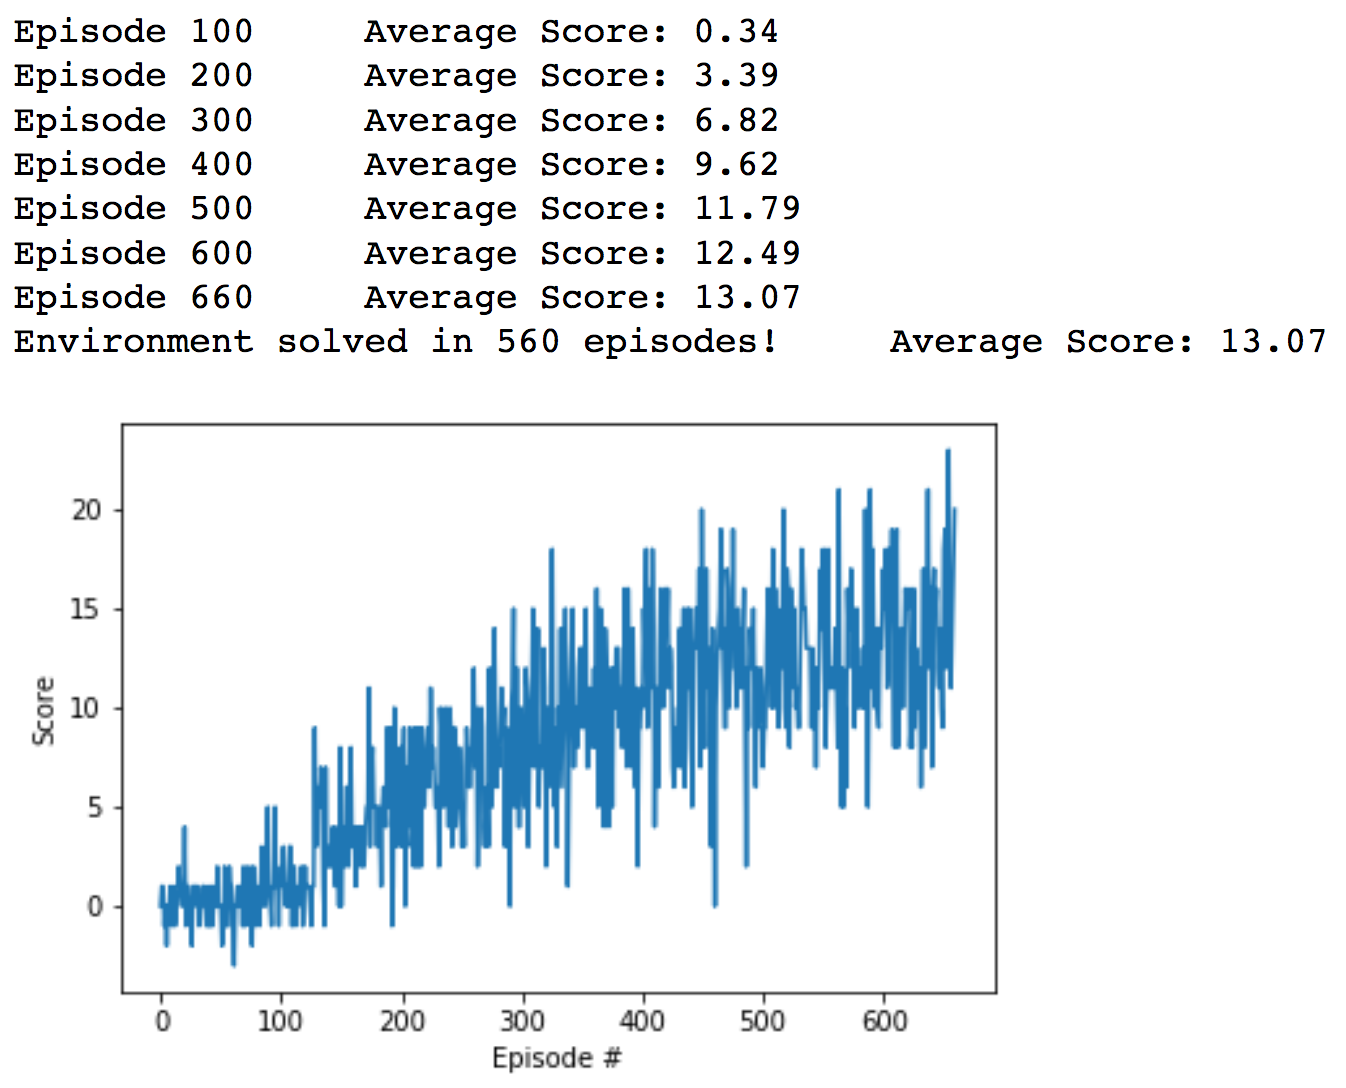 Episode 100 Average Score: 0.34
Episode 200 Average Score: 3.39
Episode 300 Average Score: 6.82
Episode 400 Average Score: 9.62
Episode 500 Average Score: 11.79
Episode 600 Average Score: 12.49
Episode 660 Average Score: 13.07
Environment solved in 560 episodes! Average Score: 13.07
20
15
10
5
0
Score
0 100 200 300 400 500 600
Episode #